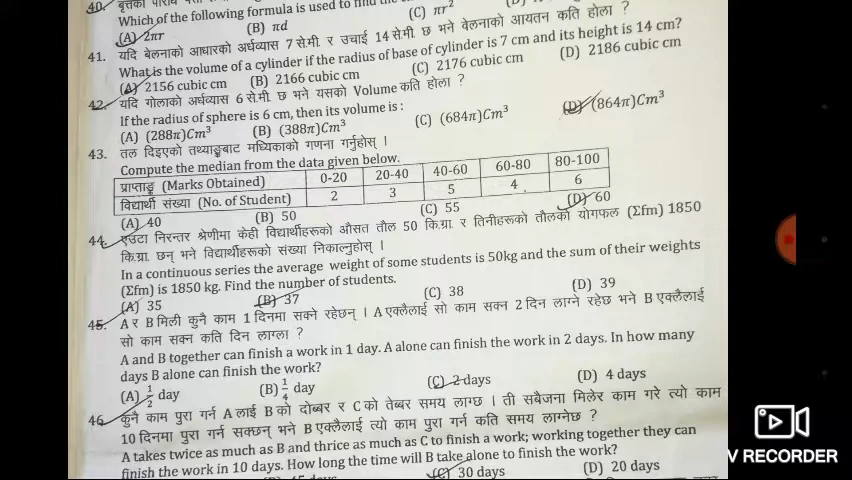 40. वृत्तको परिधि
Which of the following formula is used to find the
(A) 2πr (B) πd (C) πr²
41. यदि बेलनाको आधारको अर्धव्यास 7 से.मी. र उचाई 14 से.मी. छ भने बेलनाको आयतन कति होला ?
What is the volume of a cylinder if the radius of base of cylinder is 7 cm and its height is 14 cm?
(A) 2156 cubic cm (B) 2166 cubic cm (C) 2176 cubic cm (D) 2186 cubic cm
42. यदि गोलाको अर्धव्यास 6 से.मी. छ भने यसको Volume कति होला ?
If the radius of sphere is 6 cm, then its volume is :
(A) (288π)Cm³ (B) (388π)Cm³ (C) (684π)Cm³ (D) (864π)Cm³
43. तल दिइएको तथ्याङ्कबाट मध्यिकाको गणना गर्नुहोस् ।
Compute the median from the data given below.
प्राप्ताङ्क (Marks Obtained) 0-20 20-40 40-60 60-80 80-100
विद्यार्थी संख्या (No. of Student) 2 3 5 4 6
(A) 40 (B) 50 (C) 55 (D) 60
44. एउटा निरन्तर श्रेणीमा केही विद्यार्थीहरूको औसत तौल 50 कि.ग्रा. र तिनीहरूको तौलको योगफल (Σfm) 1850
कि.ग्रा. छन् भने विद्यार्थीहरूको संख्या निकाल्नुहोस् ।
In a continuous series the average weight of some students is 50kg and the sum of their weights
(Σfm) is 1850 kg. Find the number of students.
(A) 35 (B) 37 (C) 38 (D) 39
45. A र B मिली कुनै काम 1 दिनमा सक्ने रहेछन् । A एक्लैलाई सो काम सक्न 2 दिन लाग्ने रहेछ भने B एक्लैलाई
सो काम सक्न कति दिन लाग्ला ?
A and B together can finish a work in 1 day. A alone can finish the work in 2 days. In how many
days B alone can finish the work?
(A) 1/2 day (B) 1/4 day (C) 2 days (D) 4 days
46. कुनै काम पुरा गर्न A लाई B को दोब्बर र C को तेब्बर समय लाग्छ । ती सबैजना मिलेर काम गरे त्यो काम
10 दिनमा पुरा गर्न सक्छन् भने B एक्लैलाई त्यो काम पुरा गर्न कति समय लाग्नेछ ?
A takes twice as much as B and thrice as much as C to finish a work; working together they can
finish the work in 10 days. How long the time will B take alone to finish the work?
(C) 30 days (D) 20 days
V RECORDER